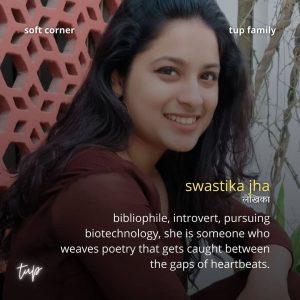 soft corner
tup family
swastika jha
लेखिका
bibliophile, introvert, pursuing
biotechnology, she is someone who
weaves poetry that gets caught between
the gaps of heartbeats.
tup